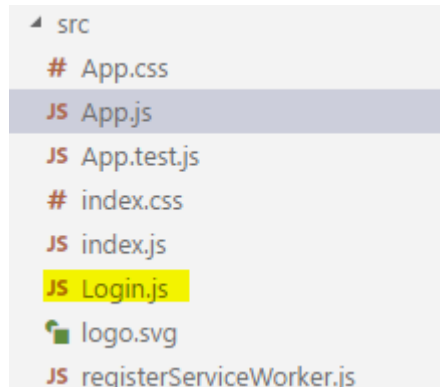 src
# App.css
JS App.js
JS App.test.js
# index.css
JS index.js
JS Login.js
logo.svg
JS registerServiceWorker.js